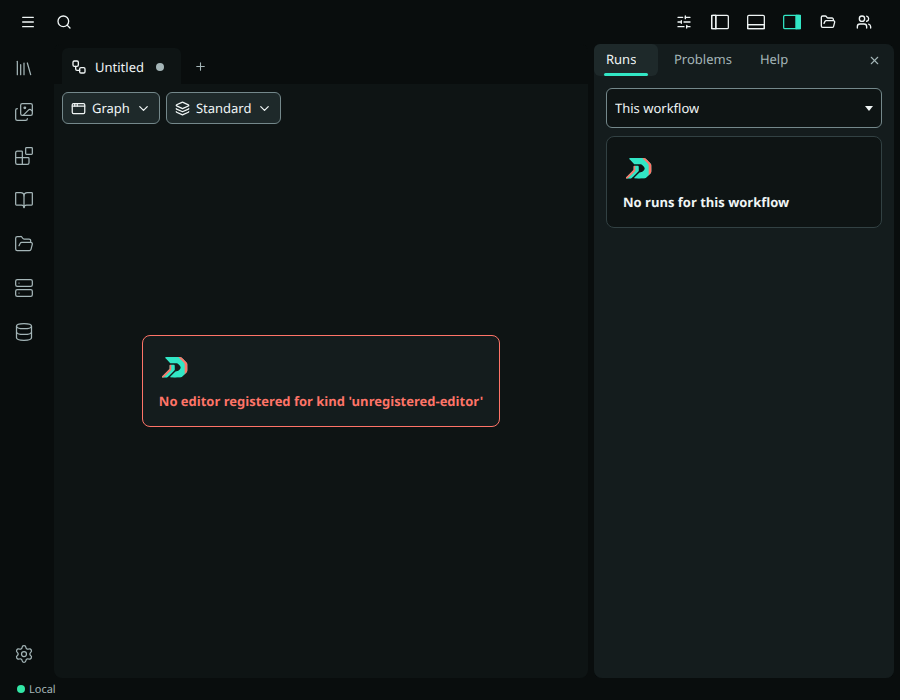 Untitled
Runs
Problems
Help
Graph
Standard
This workflow
No runs for this workflow
No editor registered for kind 'unregistered-editor'
Local